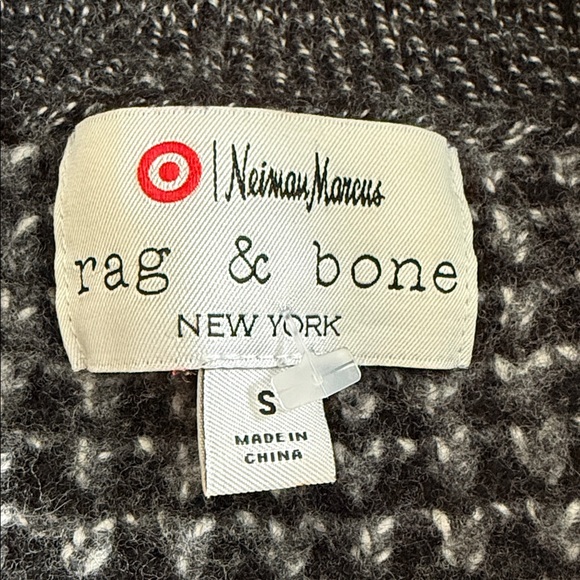 Neiman Marcus
rag & bone
NEW YORK
S
MADE IN
CHINA